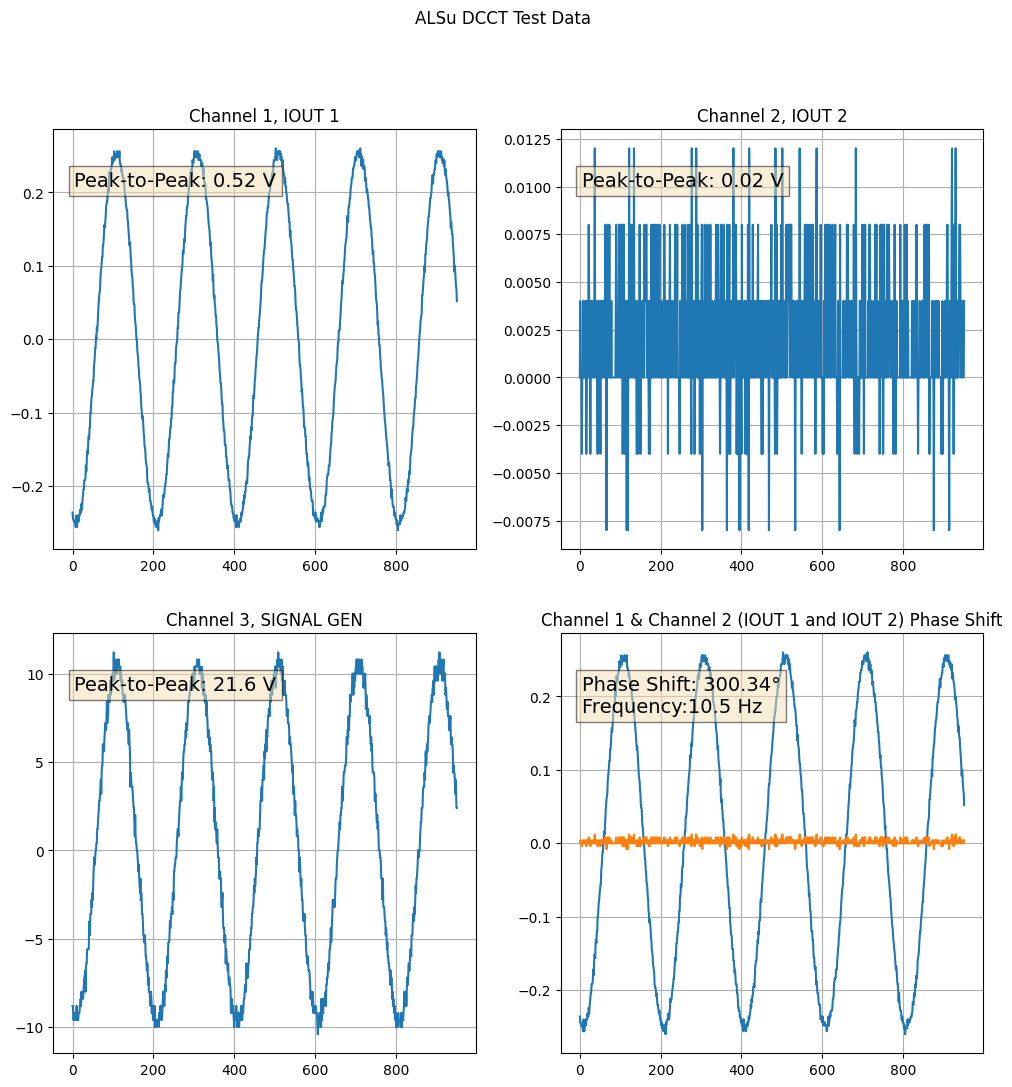 ALSu DCCT Test Data
Channel 1, IOUT 1
Peak-to-Peak: 0.52 V
0.2
0.1
0.0
−0.1
−0.2
0 200 400 600 800
Channel 2, IOUT 2
Peak-to-Peak: 0.02 V
0.0125
0.0100
0.0075
0.0050
0.0025
0.0000
−0.0025
−0.0050
−0.0075
0 200 400 600 800
Channel 3, SIGNAL GEN
Peak-to-Peak: 21.6 V
10
5
0
−5
−10
0 200 400 600 800
Channel 1 & Channel 2 (IOUT 1 and IOUT 2) Phase Shift
Phase Shift: 300.34°
Frequency:10.5 Hz
0.2
0.1
0.0
−0.1
−0.2
0 200 400 600 800